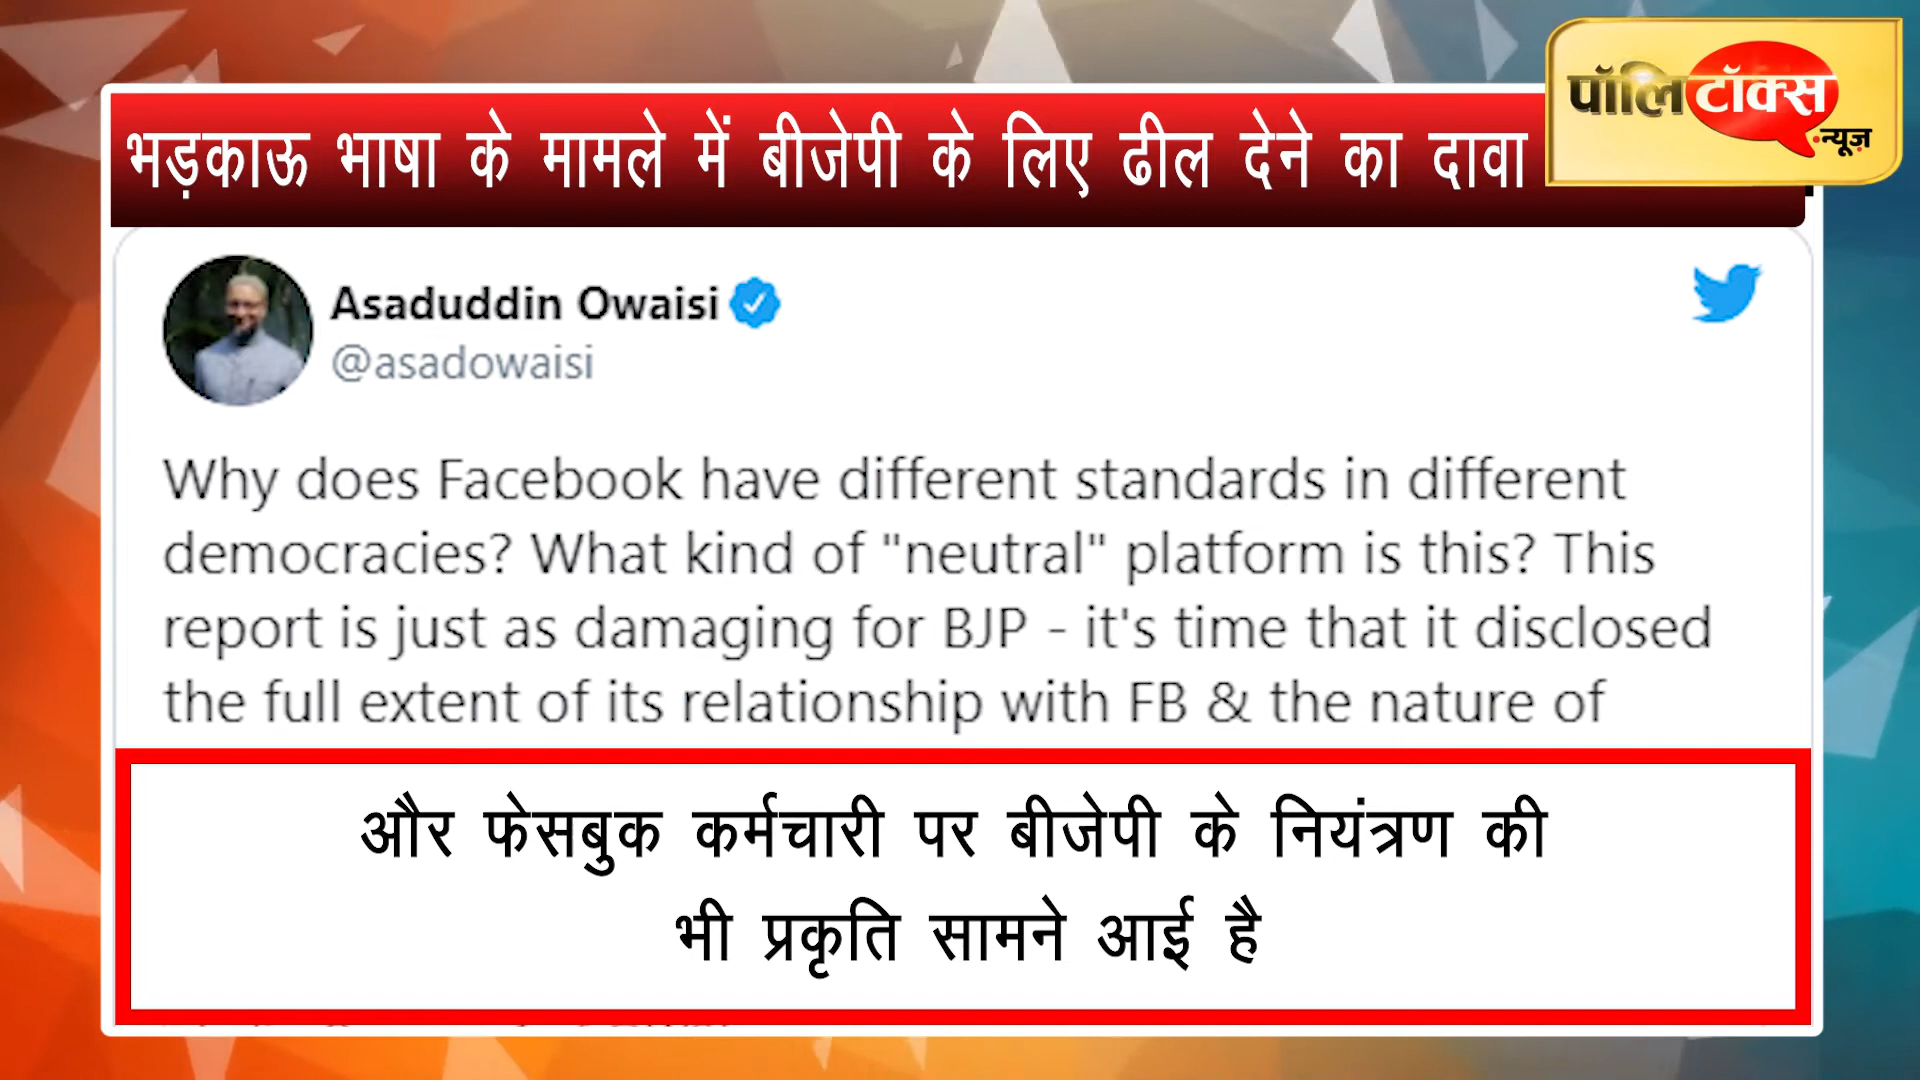 भड़काऊ भाषा के मामले में बीजेपी के लिए ढील देने का दावा
पॉलिटॉक्स
न्यूज़
Asaduddin Owaisi
@asadowaisi
Why does Facebook have different standards in different
democracies? What kind of "neutral" platform is this? This
report is just as damaging for BJP - it's time that it disclosed
the full extent of its relationship with FB & the nature of
और फेसबुक कर्मचारी पर बीजेपी के नियंत्रण की
भी प्रकृति सामने आई है